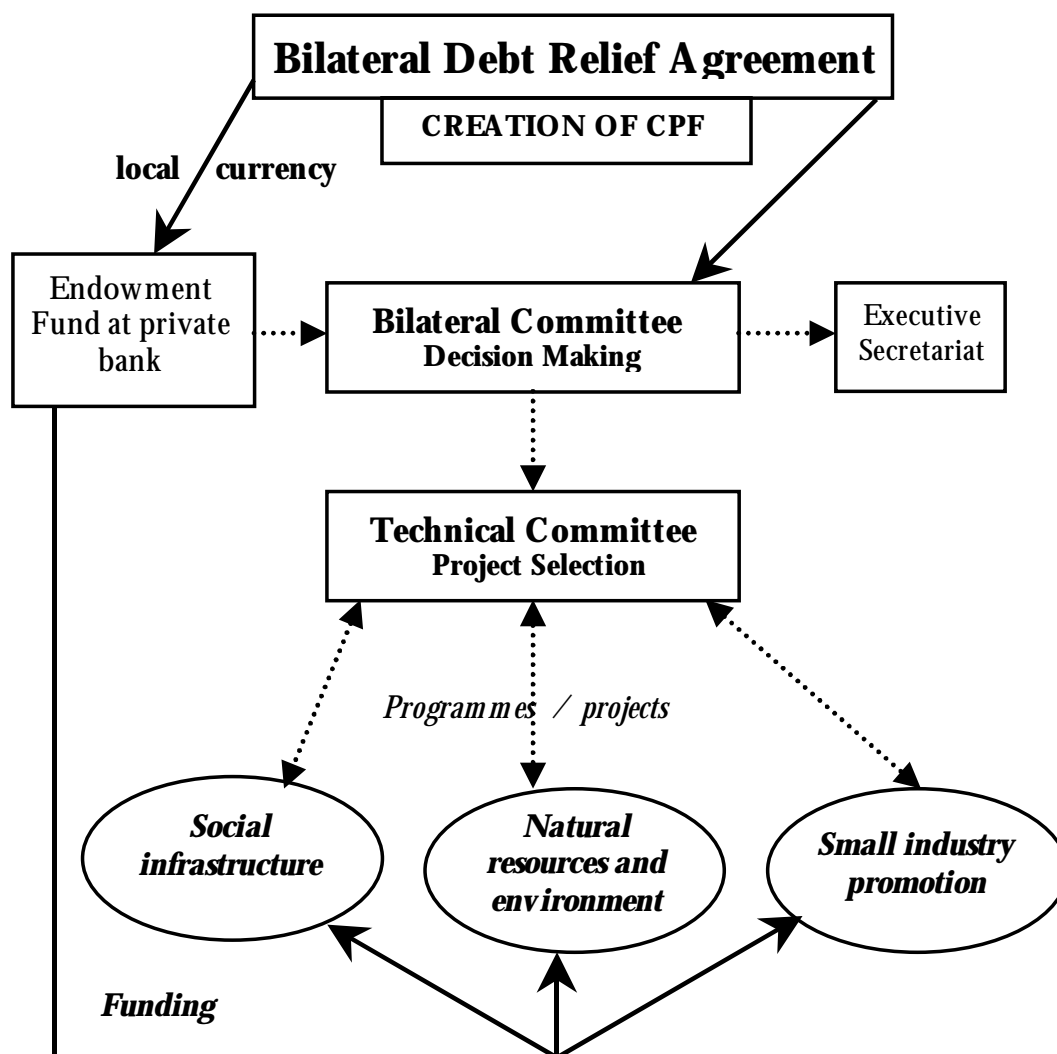 Bilateral Debt Relief Agreement
CREATION OF CPF
local currency
Endowment
Fund at private
bank
Bilateral Committee
Decision Making
Executive
Secretariat
Technical Committee
Project Selection
Programmes / projects
Social
infrastructure
Natural
resources and
environment
Small industry
promotion
Funding